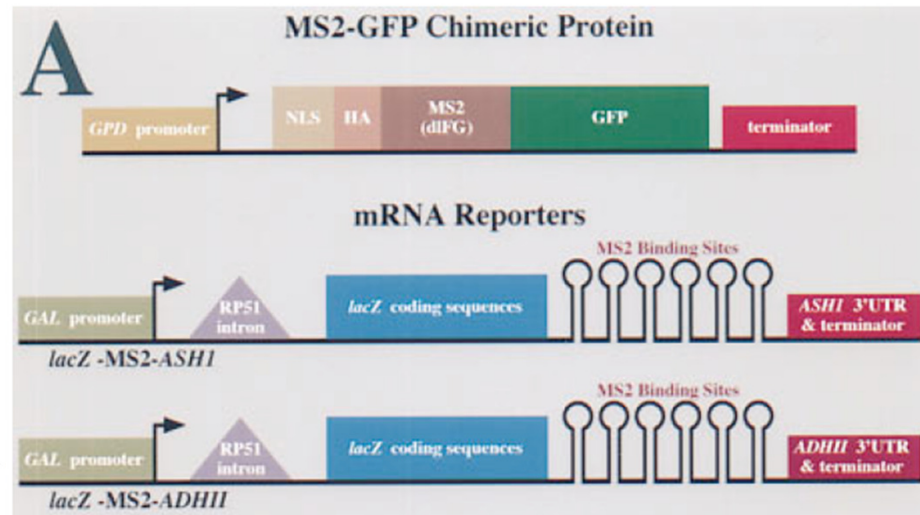 A
MS2-GFP Chimeric Protein
GPD promoter
NLS
HA
MS2
(dlFG)
GFP
terminator
mRNA Reporters
MS2 Binding Sites
GAL promoter
RP51
intron
lacZ coding sequences
ASH1 3'UTR
& terminator
lacZ -MS2-ASH1
MS2 Binding Sites
GAL promoter
RP51
intron
lacZ coding sequences
ADHII 3'UTR
& terminator
lacZ -MS2-ADHII